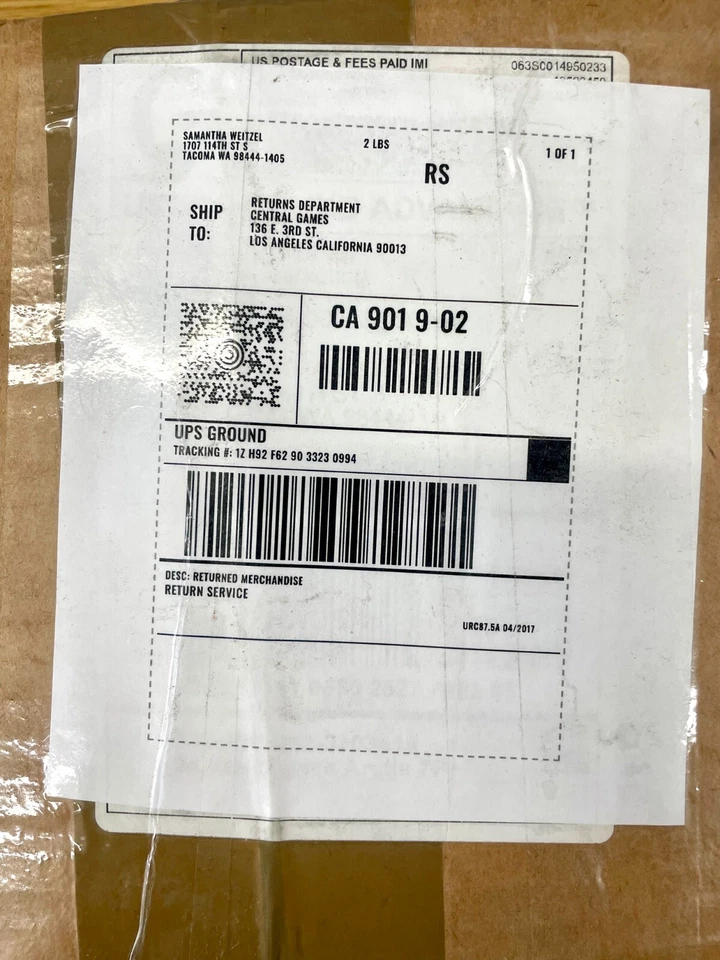 US POSTAGE & FEES PAID IMI
063S0014950233
SAMANTHA WEITZEL
1707 114TH ST S
TACOMA WA 98444-1405
2 LBS
1 OF 1
RS
SHIP TO:
RETURNS DEPARTMENT
CENTRAL GAMES
136 E. 3RD ST.
LOS ANGELES CALIFORNIA 90013
CA 901 9-02
UPS GROUND
TRACKING #: 1Z H92 F62 90 3323 0994
DESC: RETURNED MERCHANDISE
RETURN SERVICE
URC87.5A 04/2017